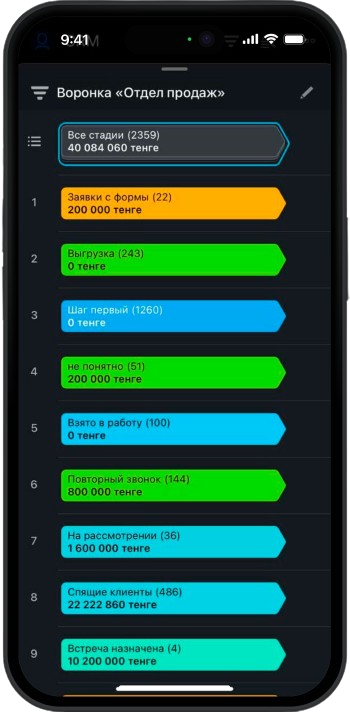 9:41
Воронка «Отдел продаж»
Все стадии (2359)
40 084 060 тенге
1
Заявки с формы (22)
200 000 тенге
2
Выгрузка (243)
0 тенге
3
Шаг первый (1260)
0 тенге
4
не понятно (51)
200 000 тенге
5
Взято в работу (100)
0 тенге
6
Повторный звонок (144)
800 000 тенге
7
На рассмотрении (36)
1 600 000 тенге
8
Спящие клиенты (486)
22 222 860 тенге
9
Встреча назначена (4)
10 200 000 тенге